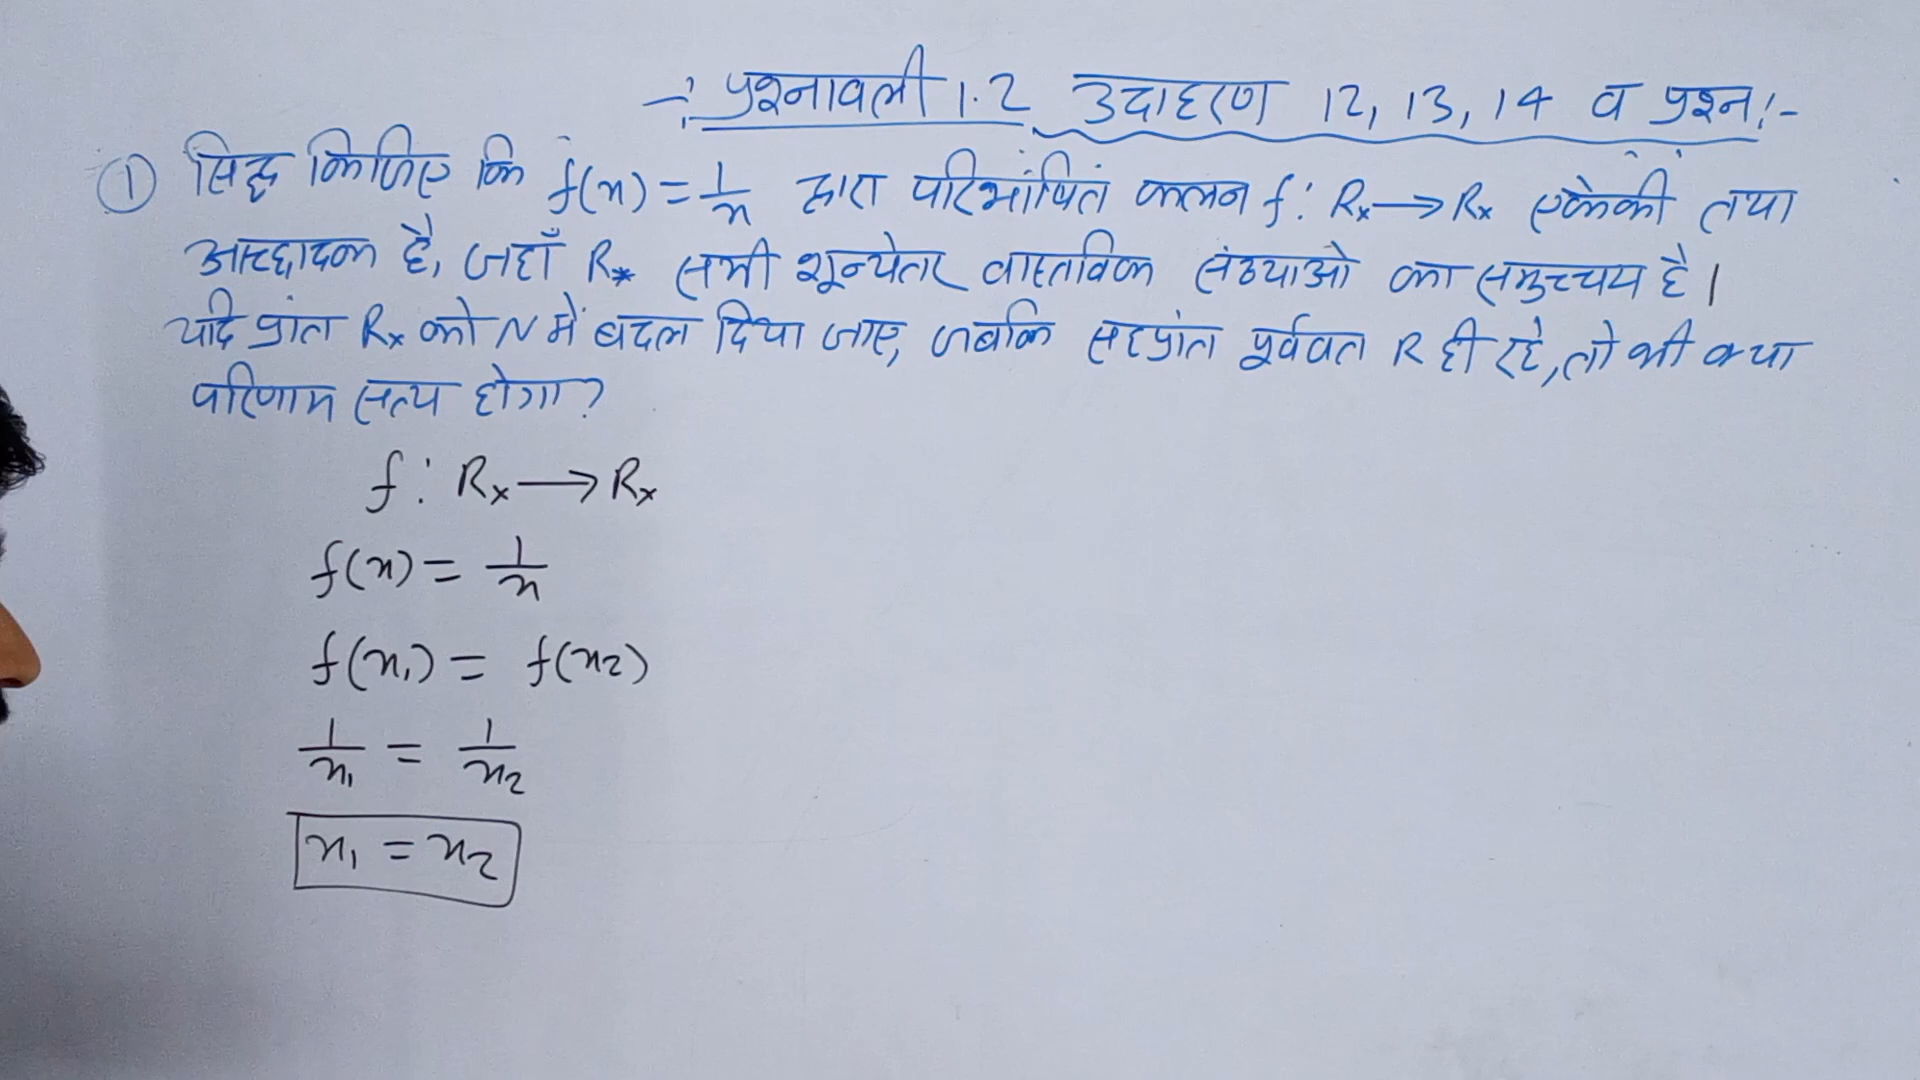 -: प्रश्नावली 1.2 उदाहरण 12, 13, 14 व प्रश्न:-
① सिद्ध किजिए कि f(x) = 1/x द्वारा परिभाषित फलन f: R* → R* एकैकी तथा
आच्छादक है, जहाँ R* सभी शून्येतर वास्तविक संख्याओ का समुच्चय है।
यदि प्रांत R* को N में बदल दिया जाए, जबकि सहप्रांत पूर्ववत R ही रहे, तो भी क्या
परिणाम सत्य होगा?
f: R* → R*
f(x) = 1/x
f(x₁) = f(x₂)
1/x₁ = 1/x₂
x₁ = x₂